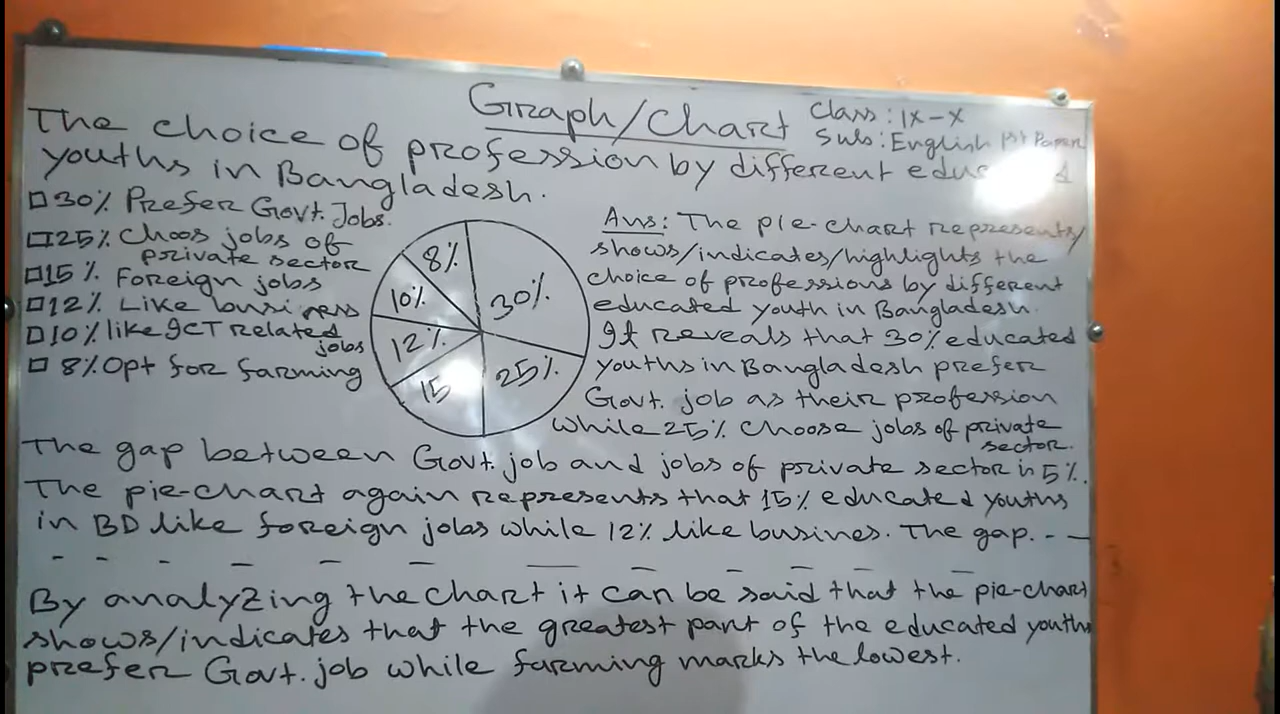 Graph/Chart
Class: IX-X
Sub: English 1st Paper
The choice of profession by different
youths in Bangladesh.
□ 30% Prefer Govt. Jobs.
□ 25% Choos jobs of
private sector
□ 15% Foreign jobs
□ 12% Like business
□ 10% like ICT Related
jobs
□ 8% Opt for farming
8%
30%
10%
12%
15
25%
Ans: The pie-chart represents/
shows/indicates/highlights the
choice of professions by different
educated youth in Bangladesh.
It reveals that 30% educated
youths in Bangladesh prefer
Govt. job as their profession
while 25% choose jobs of private
sector.
The gap between Govt. job and jobs of private sector is 5%.
The pie-chart again represents that 15% educated youths
in BD like foreign jobs while 12% like busines. The gap. - —
- - - — — — — — — — — —
By analyzing the chart it can be said that the pie-chart
shows/indicates that the greatest part of the educated youths
prefer Govt. job while farming marks the lowest.